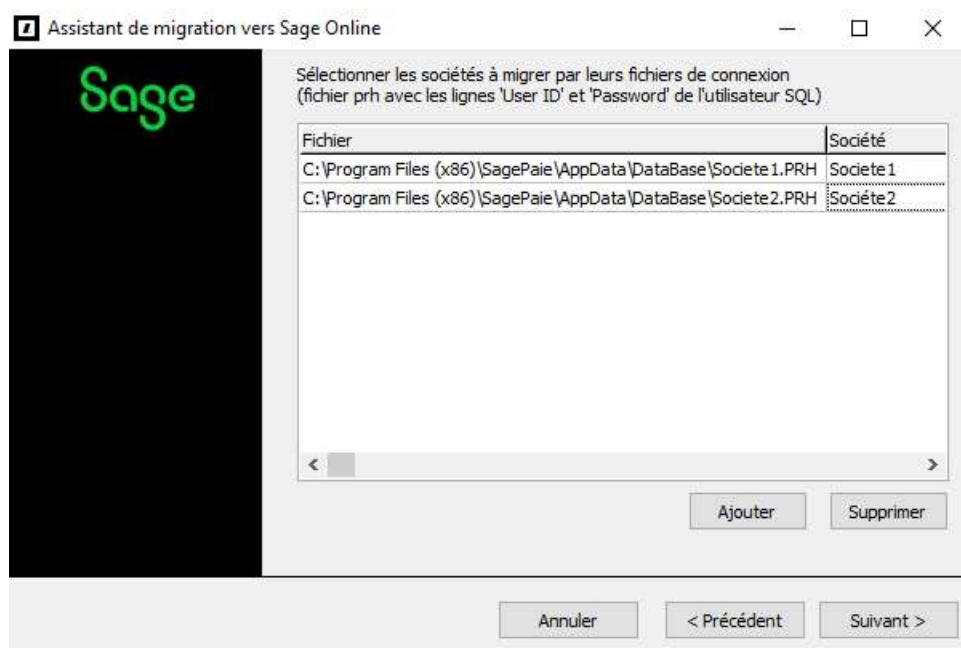 Assistant de migration vers Sage Online
Sage
Sélectionner les sociétés à migrer par leurs fichiers de connexion
(fichier prh avec les lignes 'User ID' et 'Password' de l'utilisateur SQL)
Fichier Société
C:\Program Files (x86)\SagePaie\AppData\DataBase\Societe1.PRH Societe1
C:\Program Files (x86)\SagePaie\AppData\DataBase\Societe2.PRH Sociéte2
Ajouter Supprimer
Annuler < Précédent Suivant >